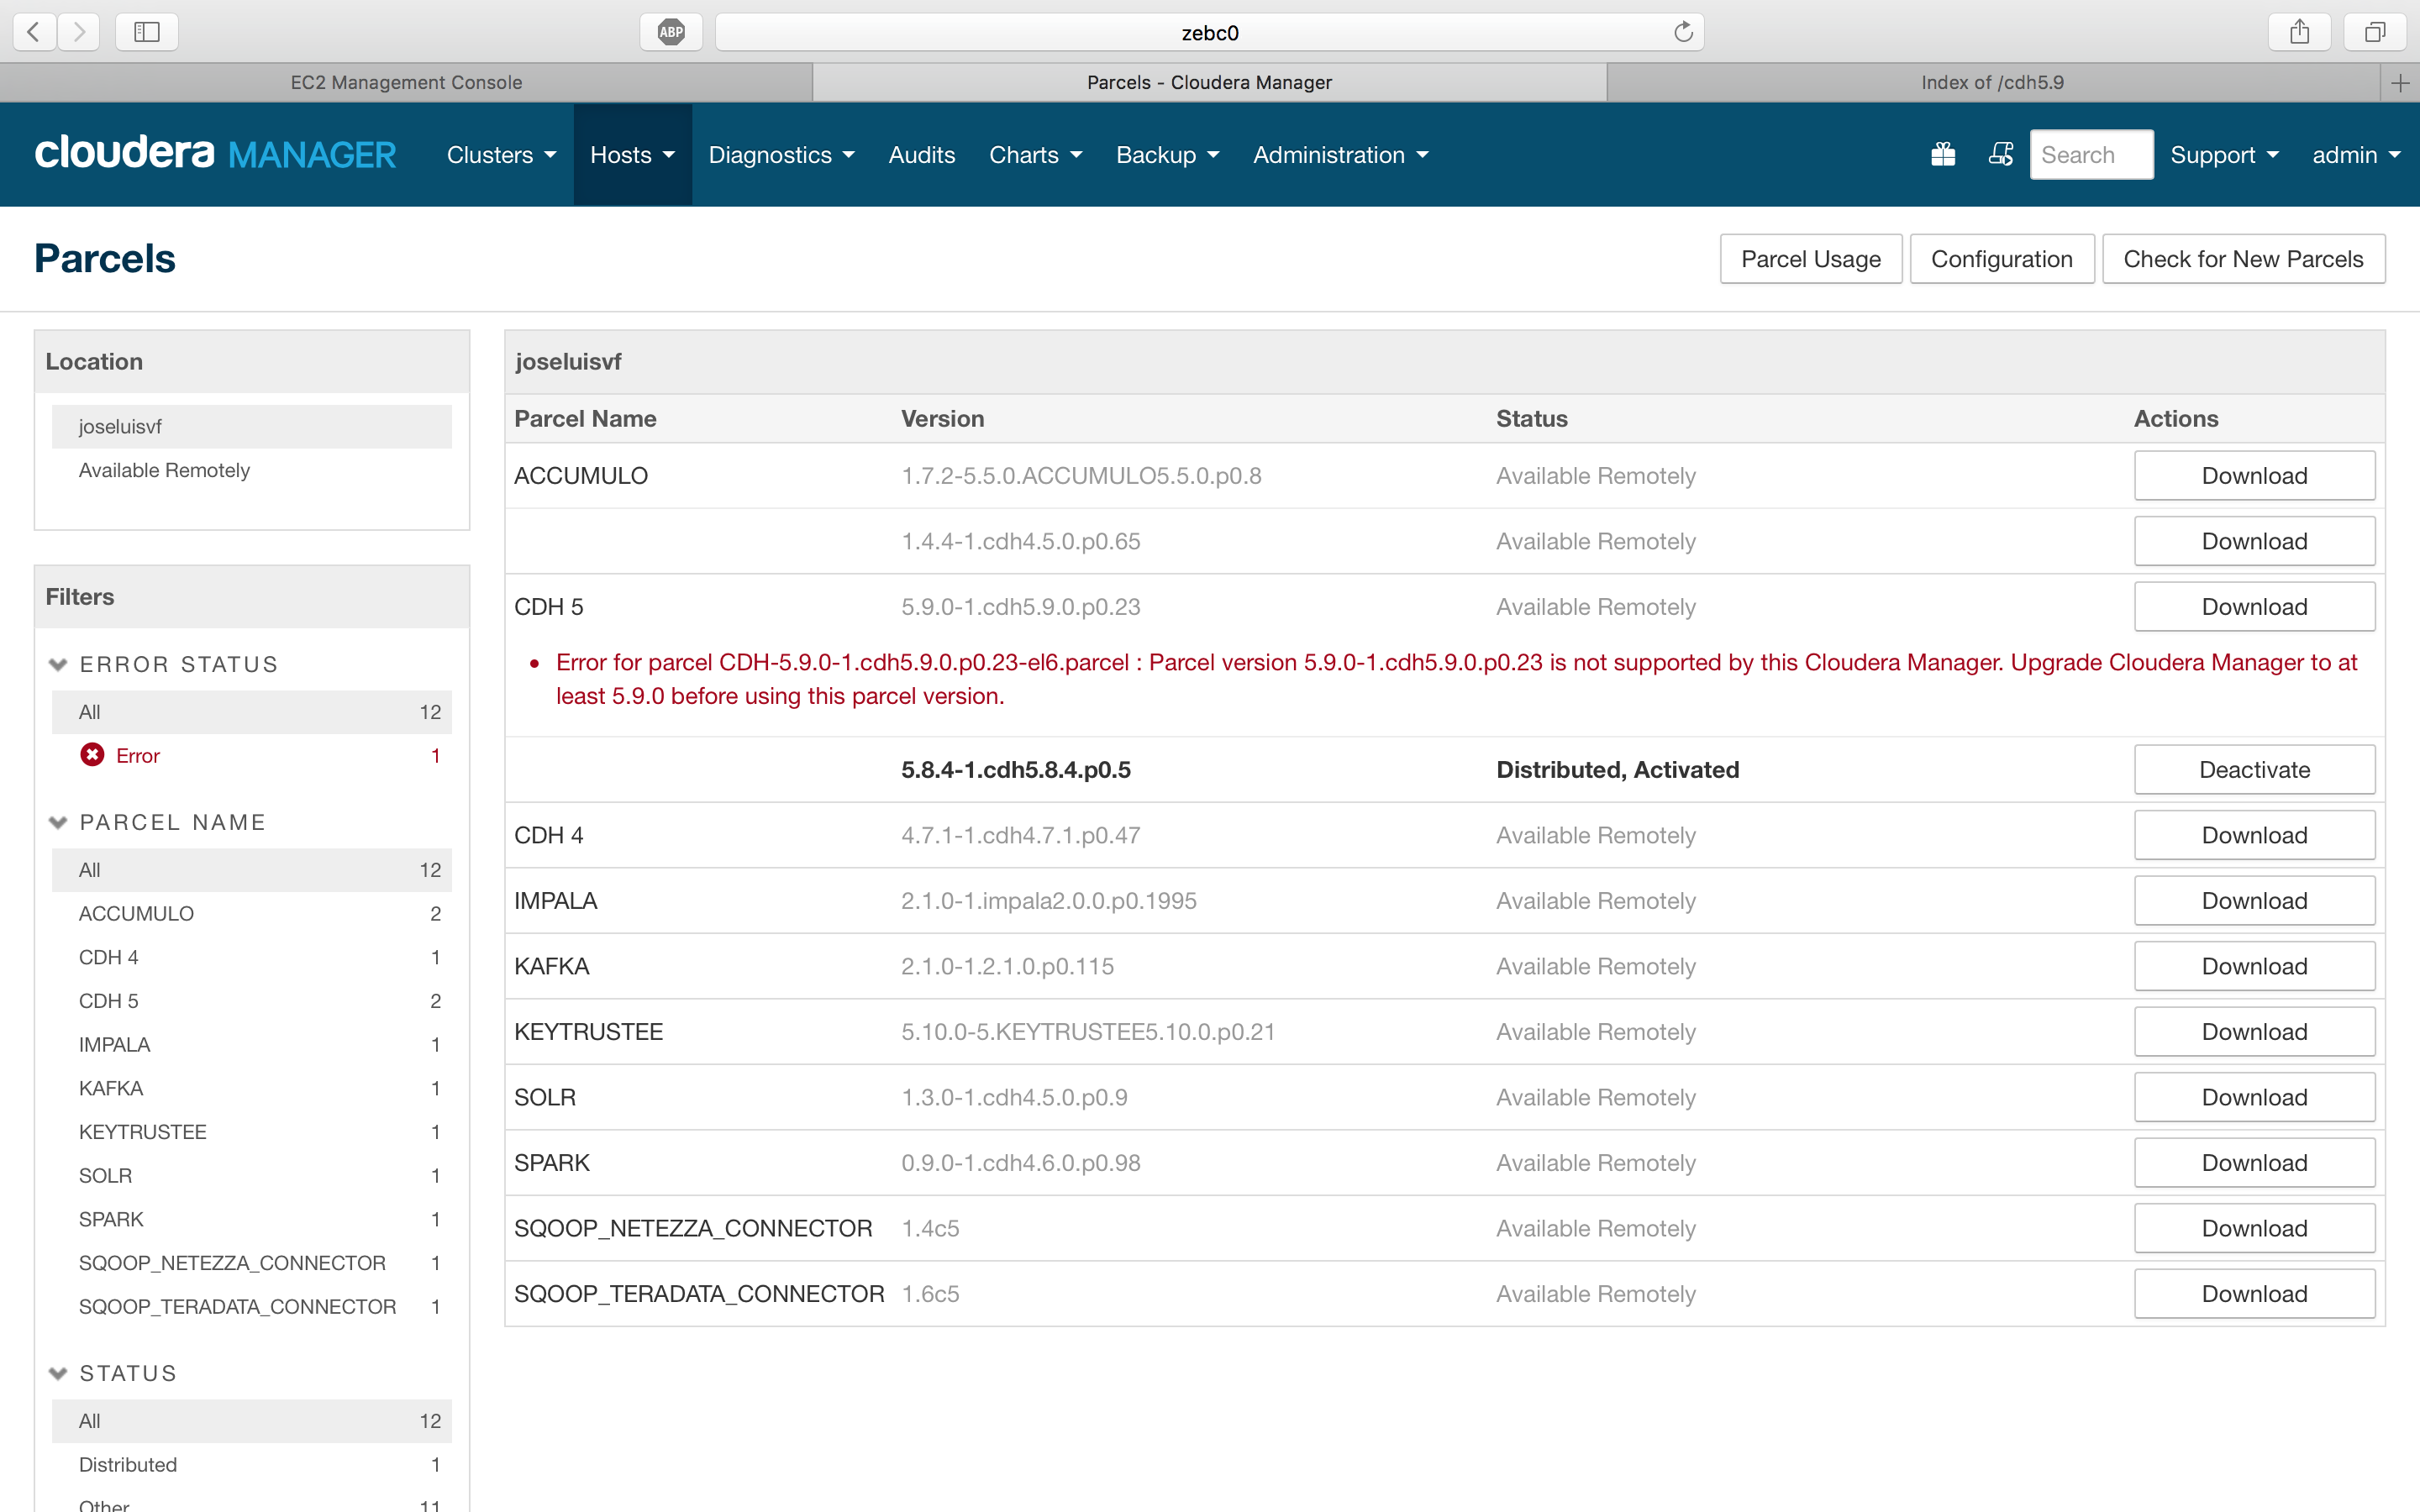 ABP
zebc0
EC2 Management Console
Parcels - Cloudera Manager
Index of /cdh5.9
cloudera MANAGER
Clusters
Hosts
Diagnostics
Audits
Charts
Backup
Administration
Search
Support
admin
Parcels
Parcel Usage
Configuration
Check for New Parcels
Location
joseluisvf
Available Remotely
Filters
ERROR STATUS
All 12
Error 1
PARCEL NAME
All 12
ACCUMULO 2
CDH 4 1
CDH 5 2
IMPALA 1
KAFKA 1
KEYTRUSTEE 1
SOLR 1
SPARK 1
SQOOP_NETEZZA_CONNECTOR 1
SQOOP_TERADATA_CONNECTOR 1
STATUS
All 12
Distributed 1
Other 11
joseluisvf
Parcel Name Version Status Actions
ACCUMULO 1.7.2-5.5.0.ACCUMULO5.5.0.p0.8 Available Remotely Download
1.4.4-1.cdh4.5.0.p0.65 Available Remotely Download
CDH 5 5.9.0-1.cdh5.9.0.p0.23 Available Remotely Download
Error for parcel CDH-5.9.0-1.cdh5.9.0.p0.23-el6.parcel : Parcel version 5.9.0-1.cdh5.9.0.p0.23 is not supported by this Cloudera Manager. Upgrade Cloudera Manager to at
least 5.9.0 before using this parcel version.
5.8.4-1.cdh5.8.4.p0.5 Distributed, Activated Deactivate
CDH 4 4.7.1-1.cdh4.7.1.p0.47 Available Remotely Download
IMPALA 2.1.0-1.impala2.0.0.p0.1995 Available Remotely Download
KAFKA 2.1.0-1.2.1.0.p0.115 Available Remotely Download
KEYTRUSTEE 5.10.0-5.KEYTRUSTEE5.10.0.p0.21 Available Remotely Download
SOLR 1.3.0-1.cdh4.5.0.p0.9 Available Remotely Download
SPARK 0.9.0-1.cdh4.6.0.p0.98 Available Remotely Download
SQOOP_NETEZZA_CONNECTOR 1.4c5 Available Remotely Download
SQOOP_TERADATA_CONNECTOR 1.6c5 Available Remotely Download